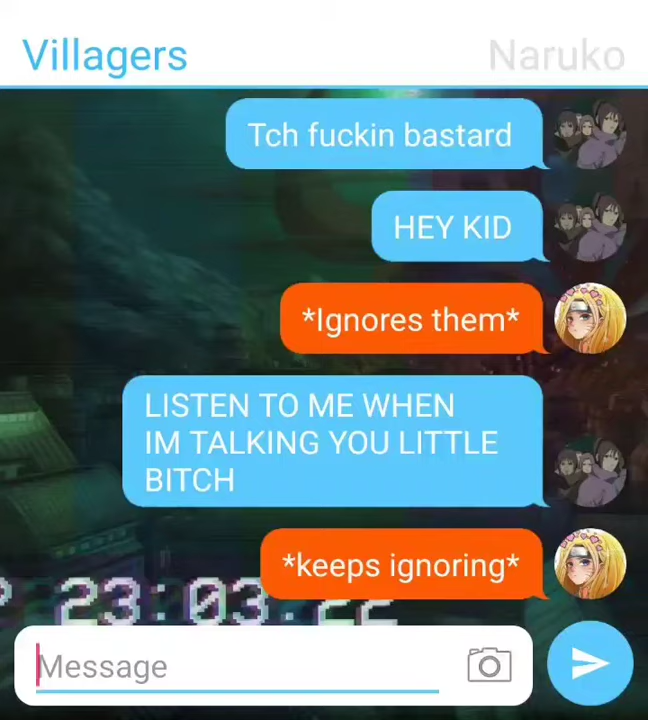 Villagers Naruko
Tch fuckin bastard
HEY KID
*Ignores them*
LISTEN TO ME WHEN
IM TALKING YOU LITTLE
BITCH
*keeps ignoring*
23:03:22
Message